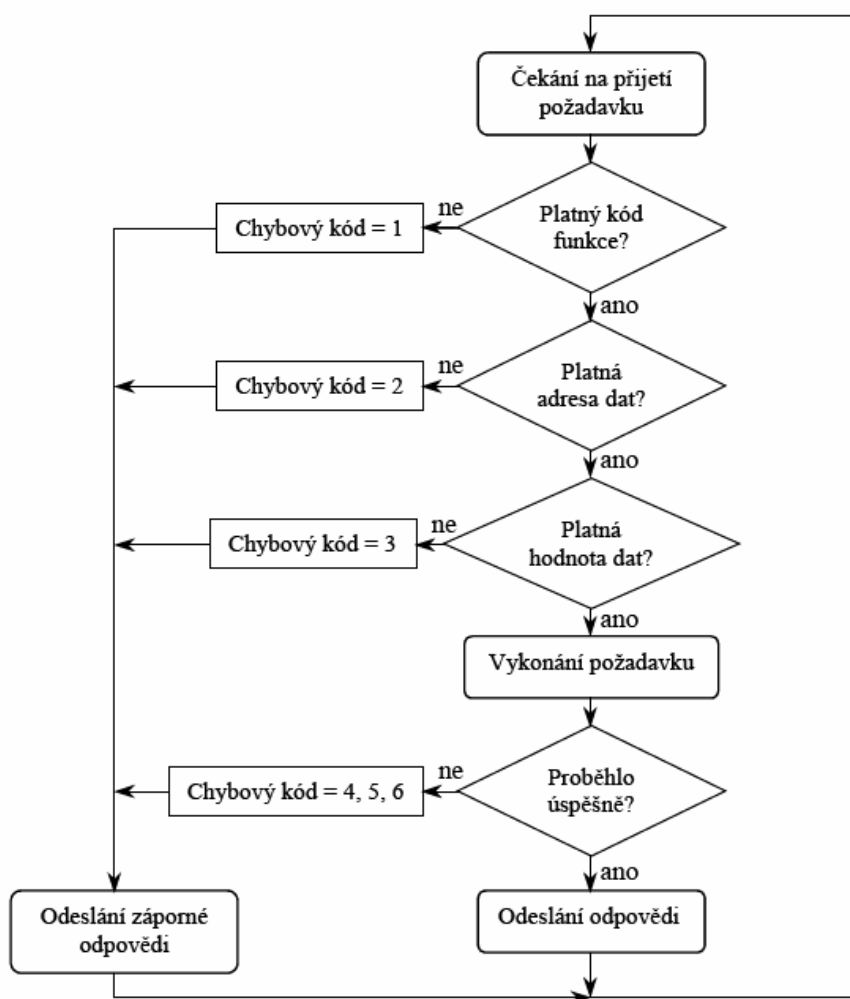 Čekání na přijetí
požadavku
ne
Chybový kód = 1
Platný kód
funkce?
ano
ne
Chybový kód = 2
Platná
adresa dat?
ano
ne
Chybový kód = 3
Platná
hodnota dat?
ano
Vykonání požadavku
ne
Chybový kód = 4, 5, 6
Proběhlo
úspěšně?
ano
Odeslání záporné
odpovědi
Odeslání odpovědi